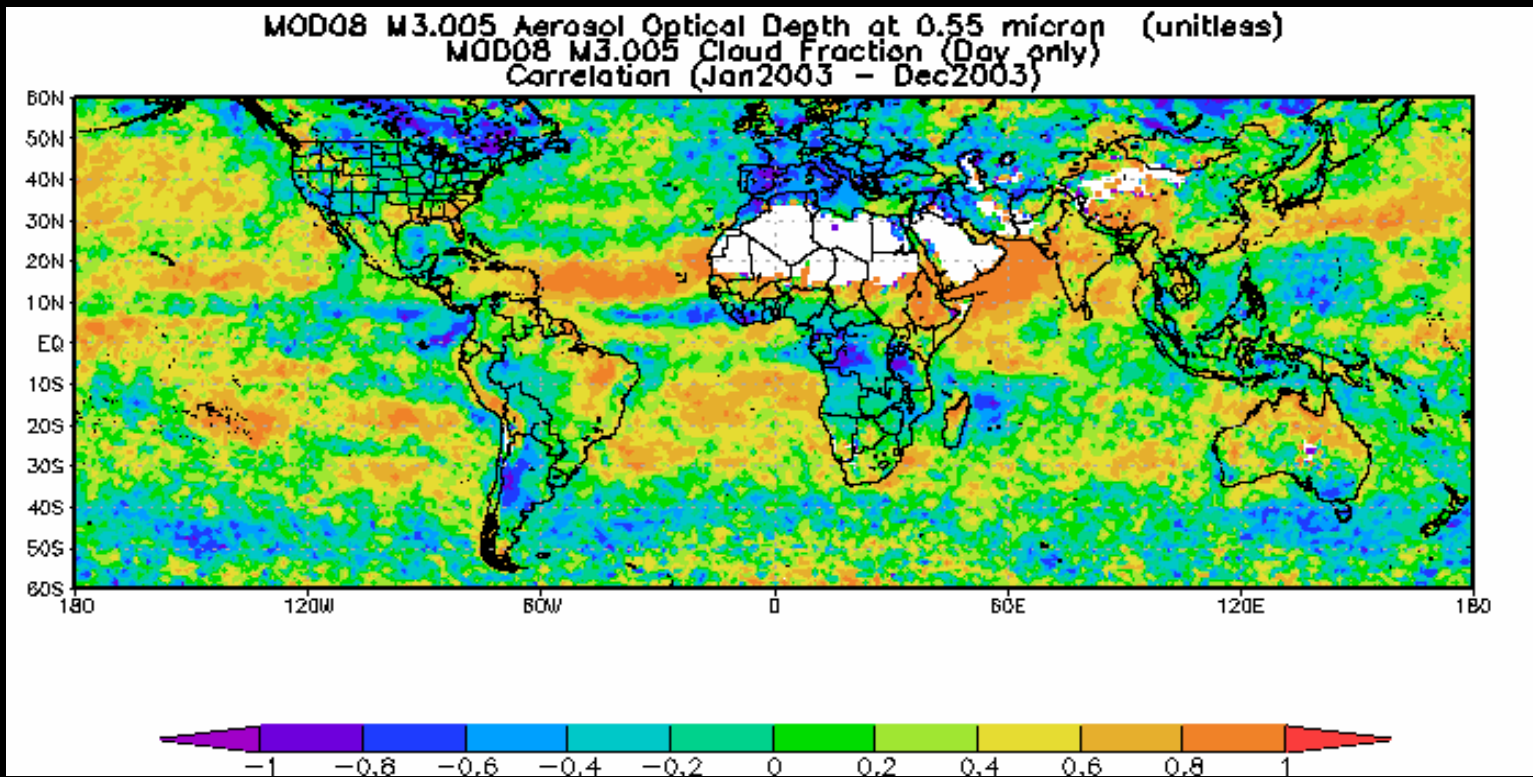 MOD08 M3.005 Aerosol Optical Depth at 0.55 micron (unitless)
MOD08 M3.005 Cloud Fraction (Day only)
Correlation (Jan2003 - Dec2003)
60N
50N
40N
30N
20N
10N
EQ
10S
20S
30S
40S
50S
60S
180 120W 60W 0 60E 120E 180
-1 -0.8 -0.6 -0.4 -0.2 0 0.2 0.4 0.6 0.8 1